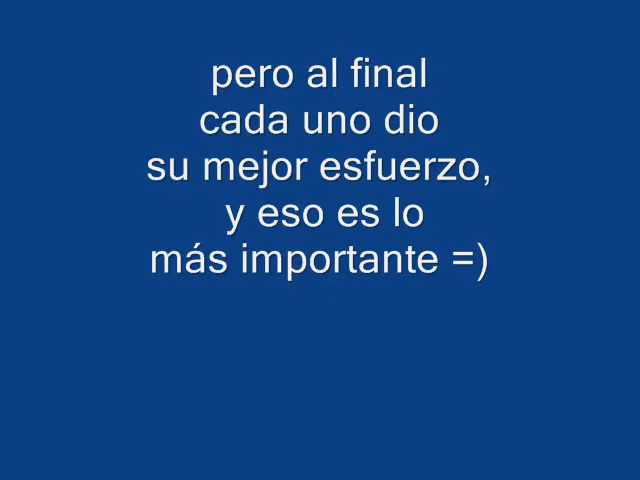 pero al final
cada uno dio
su mejor esfuerzo,
y eso es lo
más importante =)